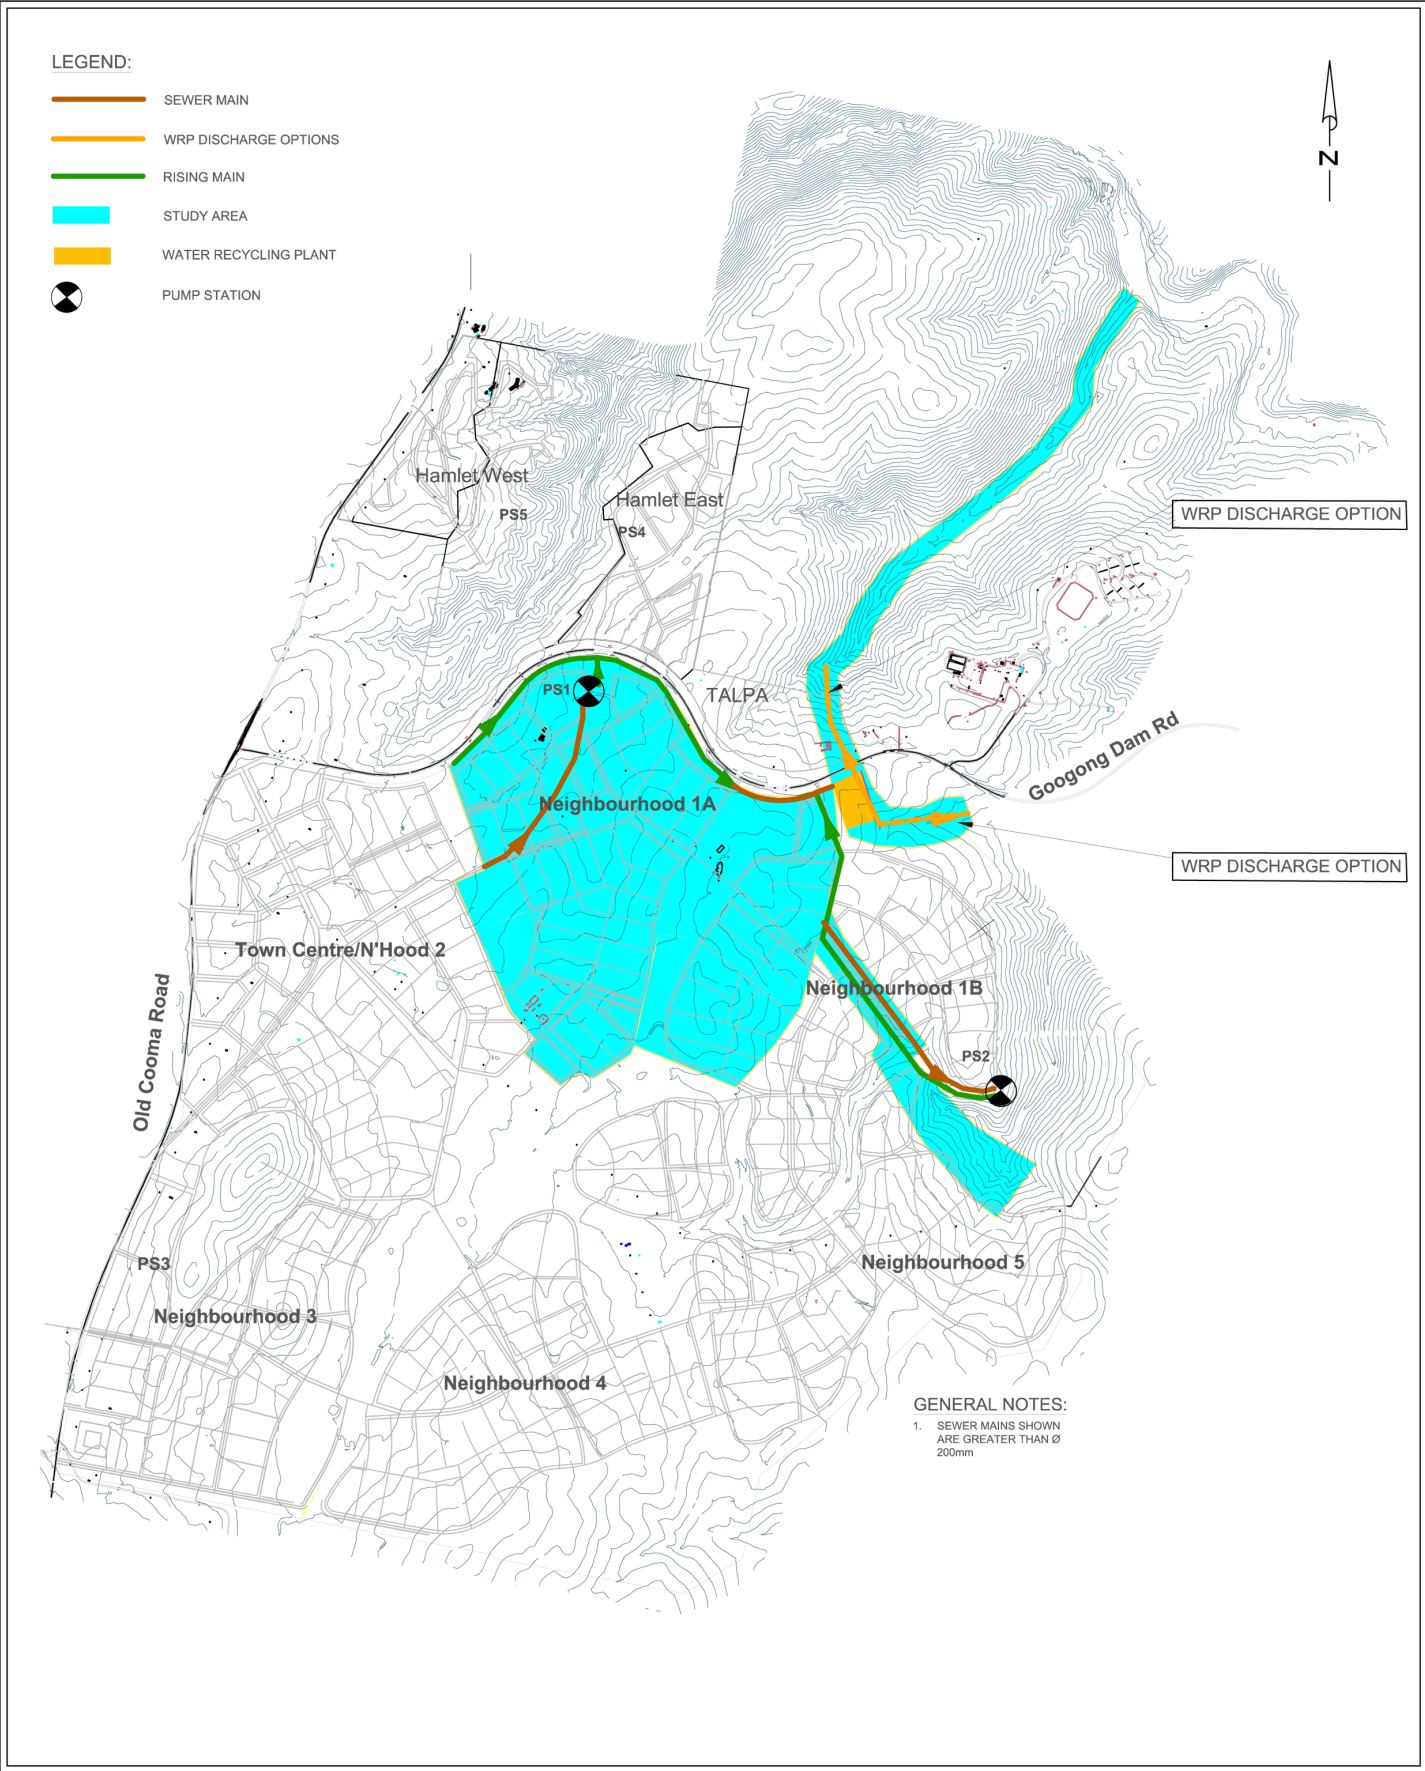 LEGEND:
SEWER MAIN
WRP DISCHARGE OPTIONS
RISING MAIN
STUDY AREA
WATER RECYCLING PLANT
PUMP STATION
N
Hamlet West
PS5
Hamlet East
PS4
WRP DISCHARGE OPTION
PS1
TALPA
Googong Dam Rd
Neighbourhood 1A
WRP DISCHARGE OPTION
Town Centre/N'Hood 2
Neighbourhood 1B
Old Cooma Road
PS2
PS3
Neighbourhood 5
Neighbourhood 3
Neighbourhood 4
GENERAL NOTES:
1. SEWER MAINS SHOWN
ARE GREATER THAN Ø
200mm